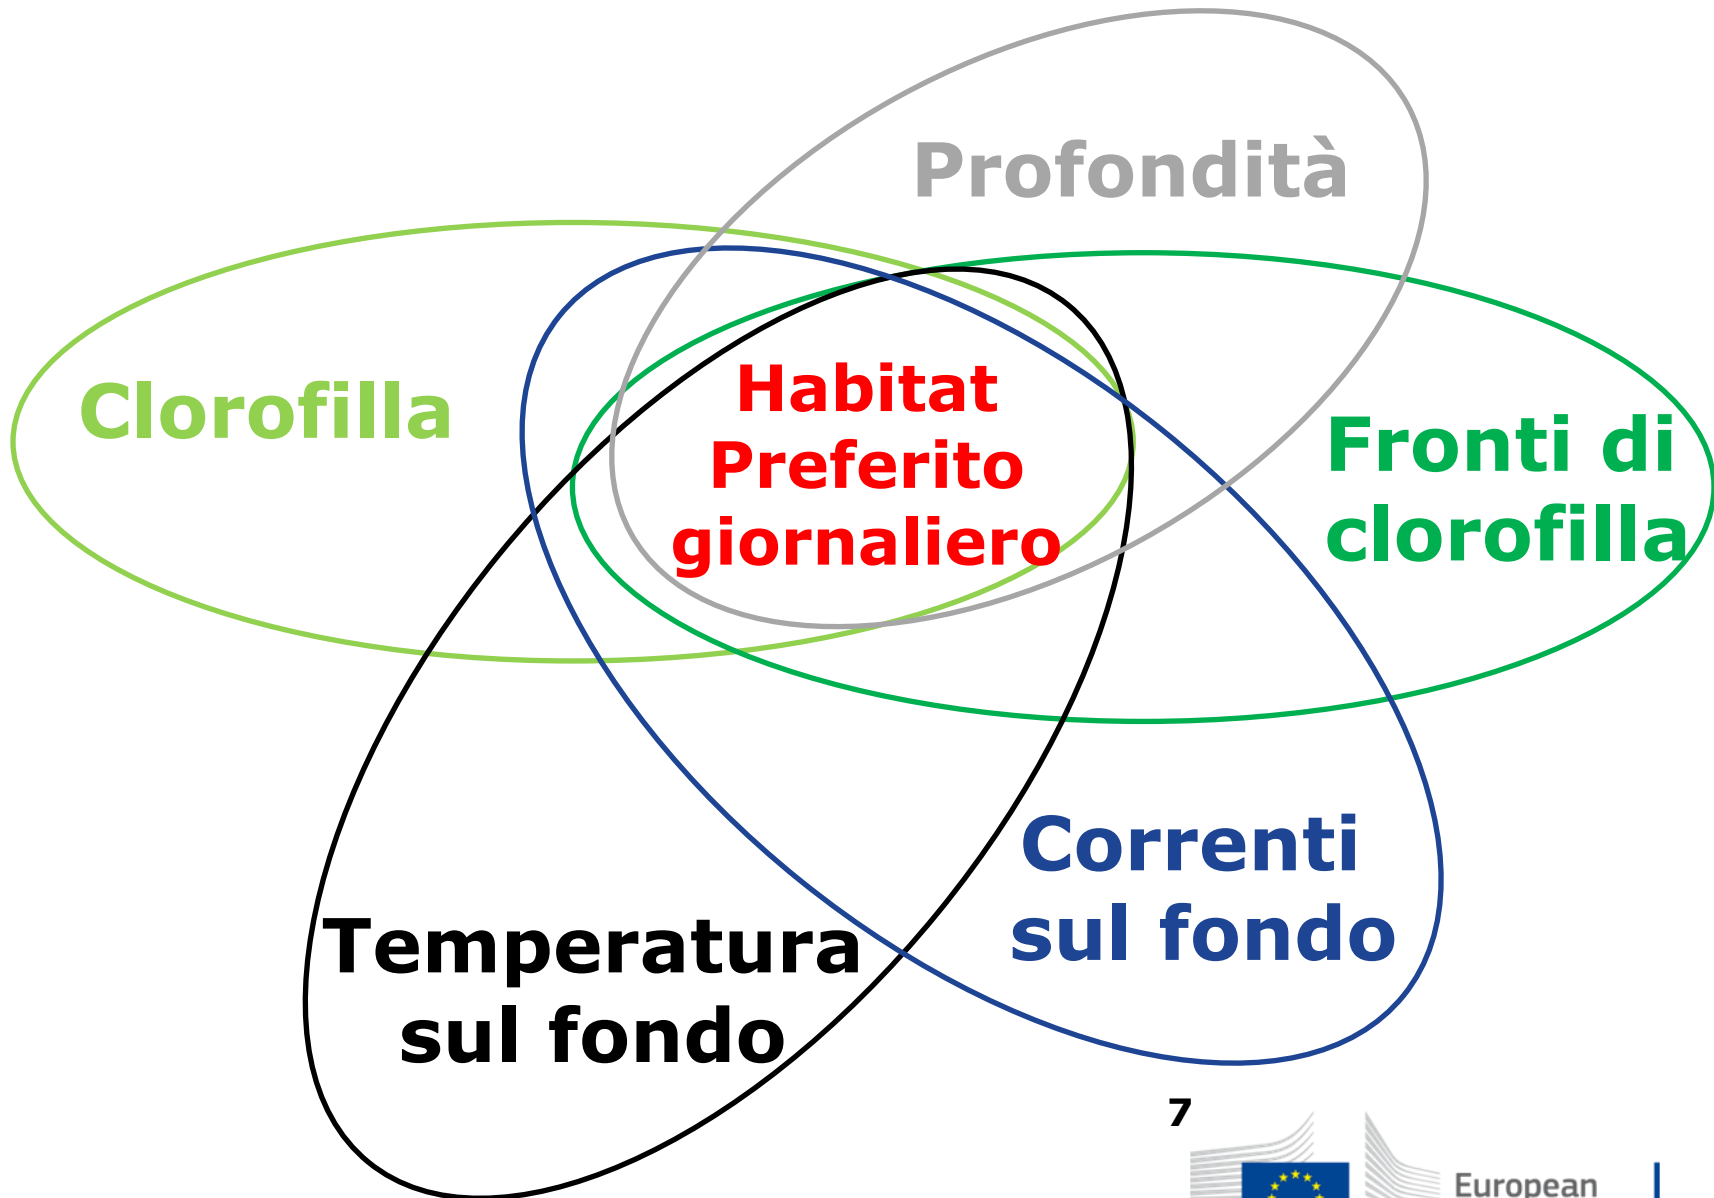 Profondità
Clorofilla
Habitat
Preferito
giornaliero
Fronti di
clorofilla
Correnti
sul fondo
Temperatura
sul fondo
7
European